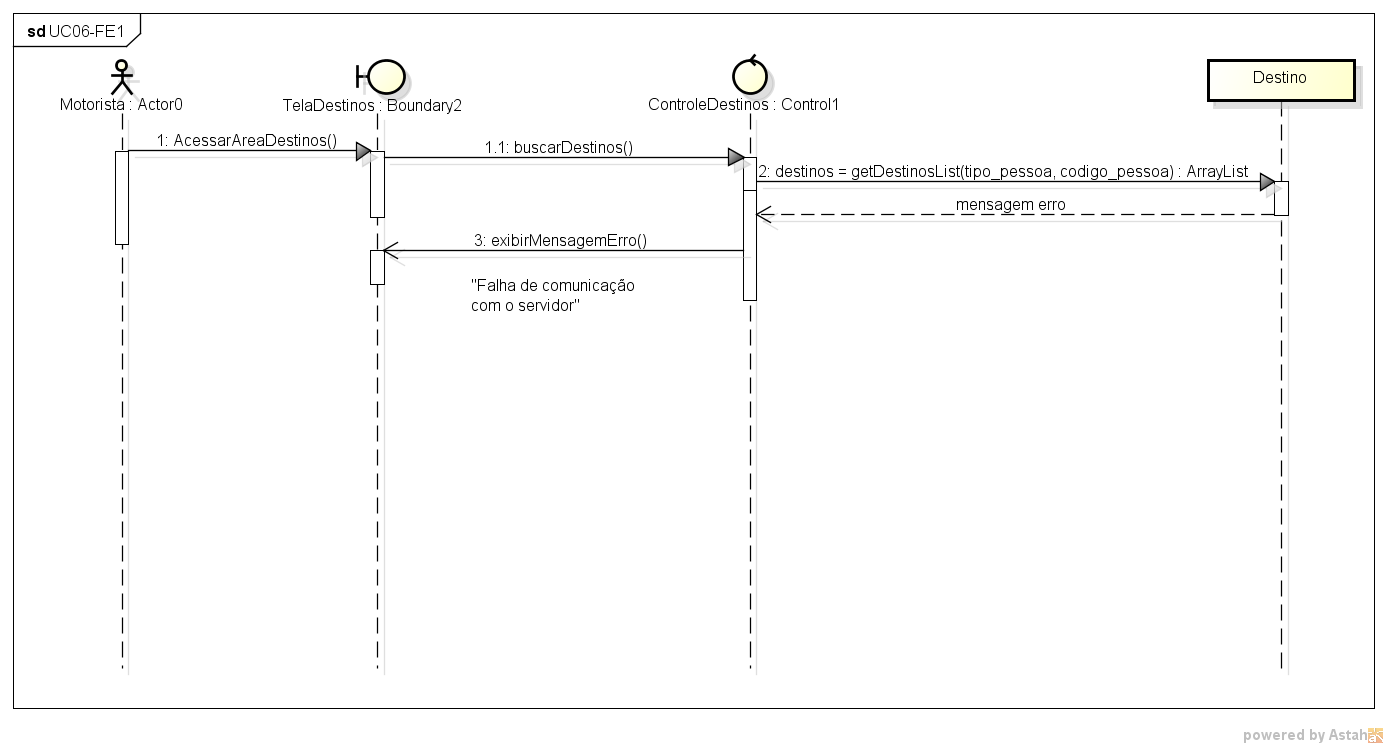 sd UC06-FE1
Motorista : Actor0
TelaDestinos : Boundary2
ControleDestinos : Control1
Destino
1: AcessarAreaDestinos()
1.1: buscarDestinos()
2: destinos = getDestinosList(tipo_pessoa, codigo_pessoa) : ArrayList
mensagem erro
3: exibirMensagemErro()
"Falha de comunicação
com o servidor"
powered by Astah